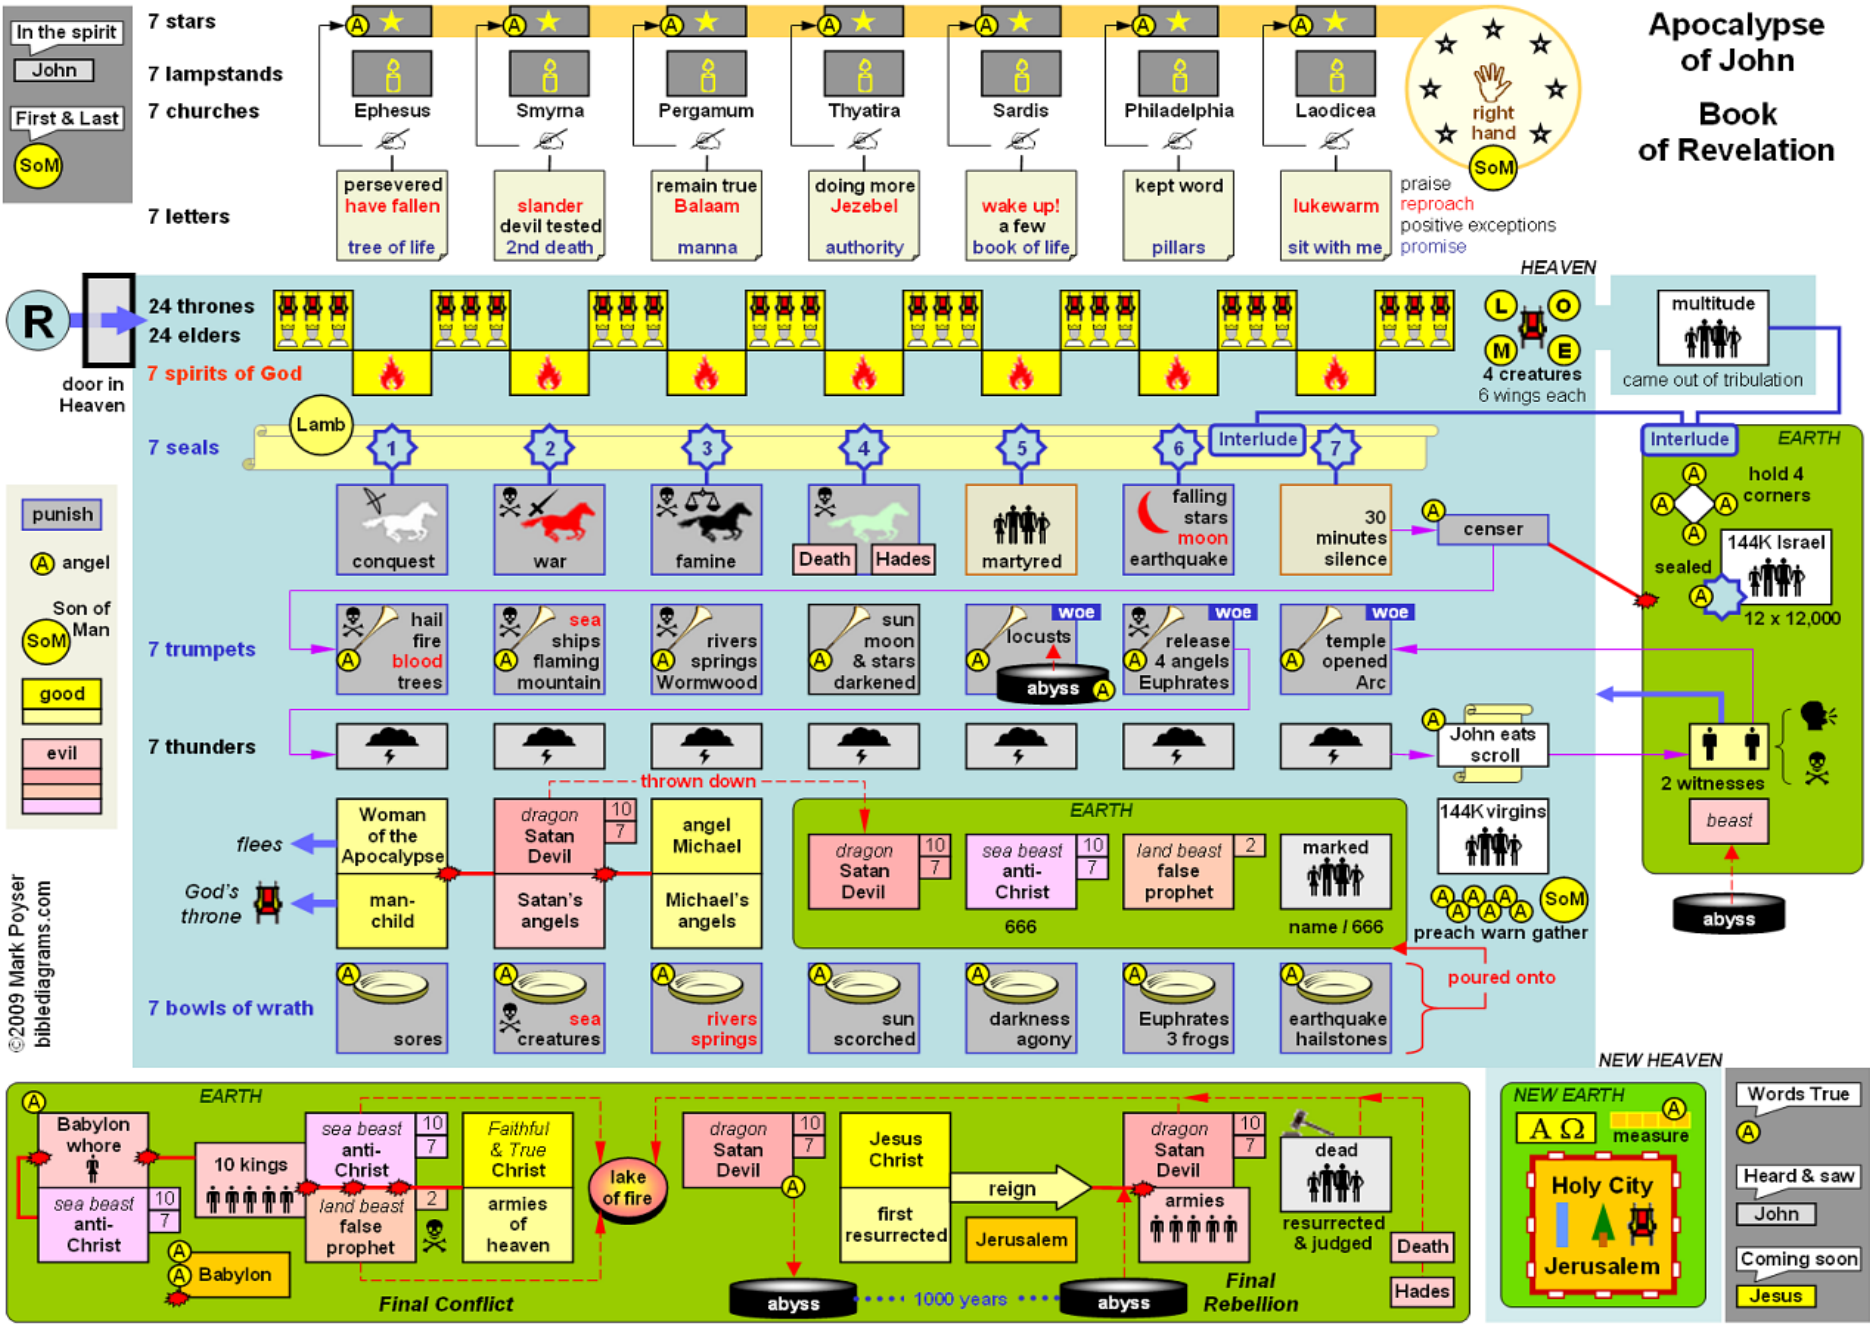 In the spirit
John
First & Last
SoM
7 stars
A
A
A
A
A
A
A
7 lampstands
7 churches
Ephesus
Smyrna
Pergamum
Thyatira
Sardis
Philadelphia
Laodicea
right
hand
SoM
Apocalypse
of John
Book
of Revelation
7 letters
persevered
have fallen
tree of life
slander
devil tested
2nd death
remain true
Balaam
manna
doing more
Jezebel
authority
wake up!
a few
book of life
kept word
pillars
lukewarm
sit with me
praise
reproach
positive exceptions
promise
HEAVEN
R
door in
Heaven
24 thrones
24 elders
7 spirits of God
L
O
M
E
4 creatures
6 wings each
multitude
came out of tribulation
7 seals
Lamb
1
2
3
4
5
6
Interlude
7
Interlude
EARTH
conquest
war
famine
Death
Hades
martyred
falling
stars
moon
earthquake
30
minutes
silence
A
censer
A
A
A
A
hold 4
corners
144K Israel
sealed
A
12 x 12,000
punish
A
angel
Son of
Man
SoM
good
evil
7 trumpets
A
hail
fire
blood
trees
A
sea
ships
flaming
mountain
A
rivers
springs
Wormwood
A
sun
moon
& stars
darkened
woe
A
locusts
abyss
A
woe
A
release
4 angels
Euphrates
woe
A
temple
opened
Arc
7 thunders
A
John eats
scroll
2 witnesses
beast
abyss
thrown down
flees
God's
throne
Woman
of the
Apocalypse
man-
child
dragon
Satan
Devil
10
7
Satan's
angels
angel
Michael
Michael's
angels
EARTH
dragon
Satan
Devil
10
7
sea beast
anti-
Christ
10
7
666
land beast
false
prophet
2
marked
name / 666
144K virgins
A
A
A
A
A
A
A
SoM
preach warn gather
7 bowls of wrath
A
sores
A
sea
creatures
A
rivers
springs
A
sun
scorched
A
darkness
agony
A
Euphrates
3 frogs
A
earthquake
hailstones
poured onto
©2009 Mark Poyser
biblediagrams.com
EARTH
A
Babylon
whore
sea beast
anti-
Christ
10
7
10 kings
A
A
Babylon
sea beast
anti-
Christ
10
7
land beast
false
prophet
2
Faithful
& True
Christ
armies
of
heaven
Final Conflict
lake
of fire
dragon
Satan
Devil
10
7
A
abyss
Jesus
Christ
first
resurrected
reign
Jerusalem
1000 years
abyss
dragon
Satan
Devil
10
7
armies
Final
Rebellion
dead
resurrected
& judged
Death
Hades
NEW HEAVEN
NEW EARTH
Α Ω
A
measure
Holy City
Jerusalem
Words True
A
Heard & saw
John
Coming soon
Jesus